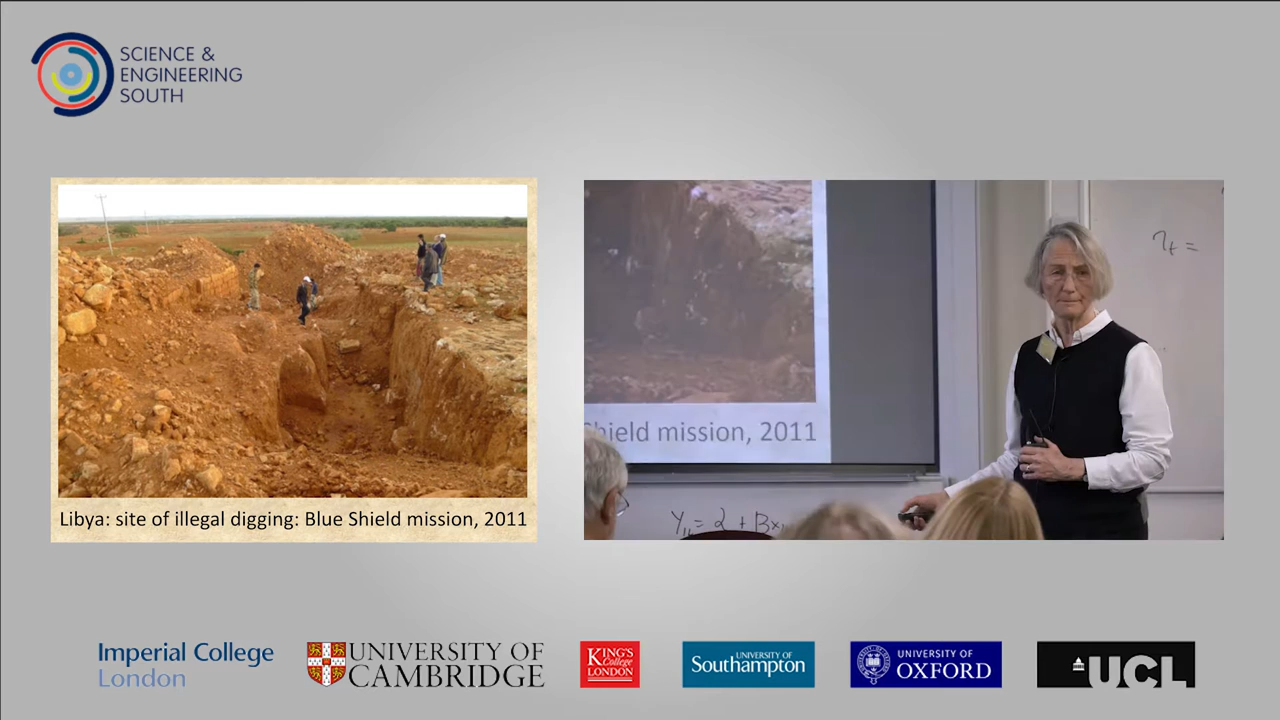 SCIENCE &
ENGINEERING
SOUTH
Libya: site of illegal digging: Blue Shield mission, 2011
Shield mission, 2011
Imperial College
London
UNIVERSITY OF
CAMBRIDGE
KING'S
College
LONDON
UNIVERSITY OF
Southampton
UNIVERSITY OF
OXFORD
UCL